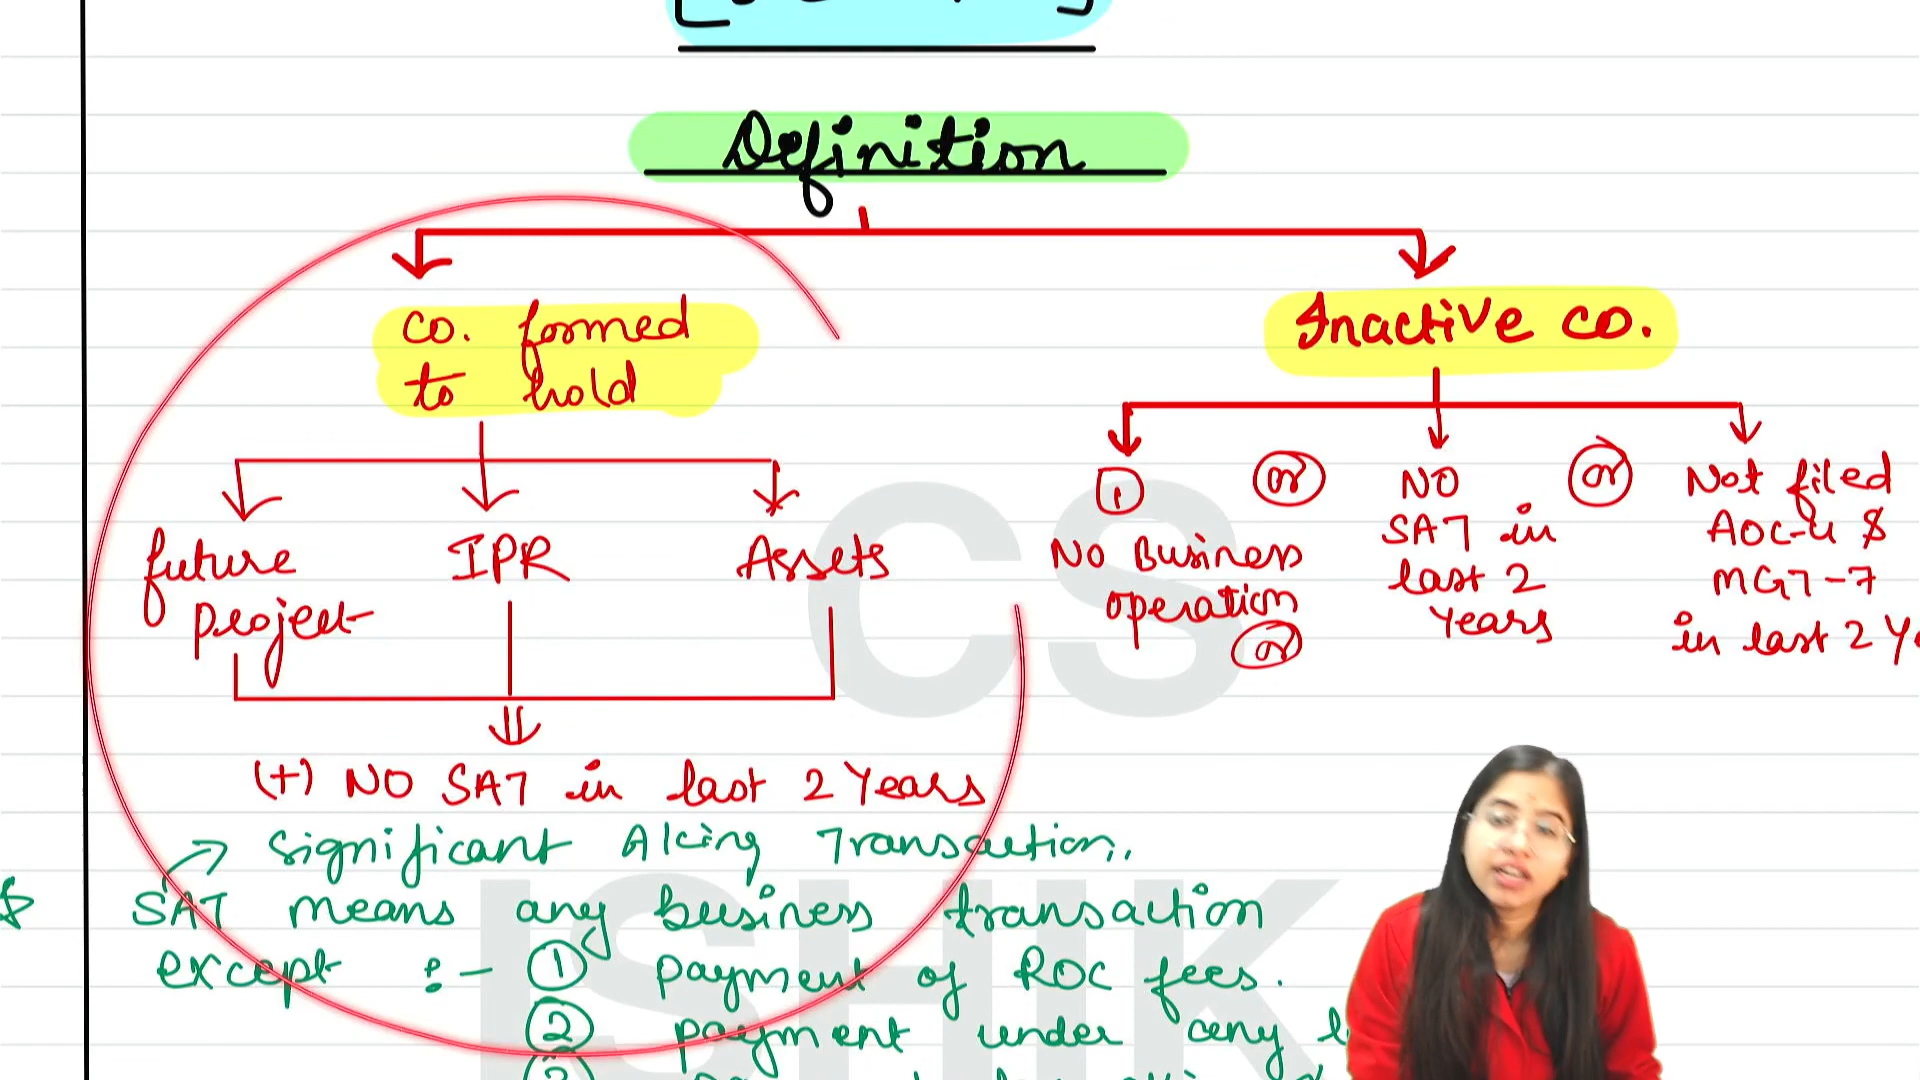 Definition
co. formed
to hold
Inactive co.
future
project
IPR
Assets
①
No Business
operation
or
or
NO
SAT in
last 2
Years
or
Not filed
AOC-4 $
MGT-7
in last 2
(+) NO SAT in last 2 Years
Significant Acing Transaction.
$ SAT means any business transaction
except :- ① payment of ROC fees.
② payment under any
CS
ISHIK